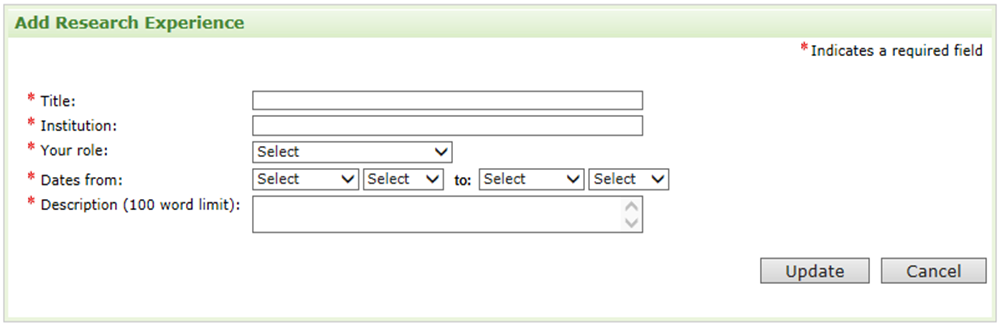 Add Research Experience
* Indicates a required field
* Title:
* Institution:
* Your role: Select
* Dates from: Select Select to: Select Select
* Description (100 word limit):
Update Cancel